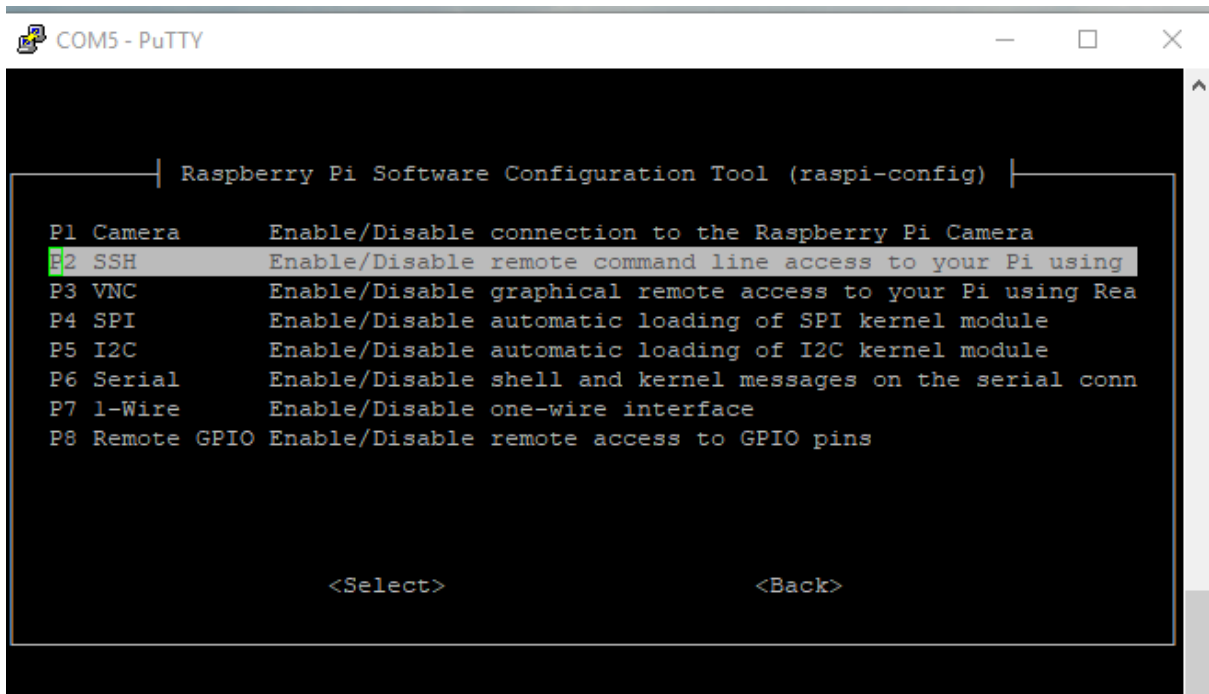 COM5 - PuTTY
Raspberry Pi Software Configuration Tool (raspi-config)
P1 Camera Enable/Disable connection to the Raspberry Pi Camera
P2 SSH Enable/Disable remote command line access to your Pi using
P3 VNC Enable/Disable graphical remote access to your Pi using Rea
P4 SPI Enable/Disable automatic loading of SPI kernel module
P5 I2C Enable/Disable automatic loading of I2C kernel module
P6 Serial Enable/Disable shell and kernel messages on the serial conn
P7 1-Wire Enable/Disable one-wire interface
P8 Remote GPIO Enable/Disable remote access to GPIO pins
<Select> <Back>